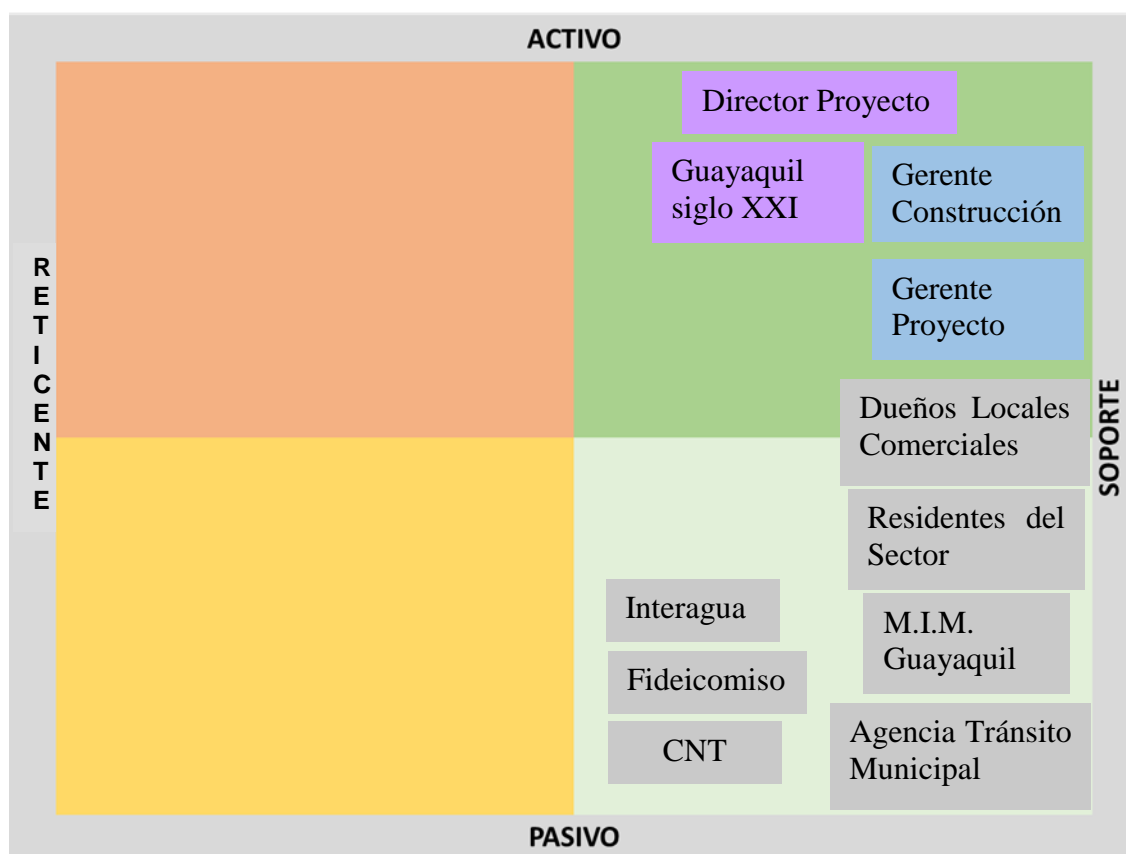 ACTIVO
Director Proyecto
Guayaquil
siglo XXI
Gerente
Construcción
Gerente
Proyecto
RETICENTE
Dueños Locales
Comerciales
SOPORTE
Residentes del
Sector
Interagua
M.I.M.
Guayaquil
Fideicomiso
CNT
Agencia Tránsito
Municipal
PASIVO